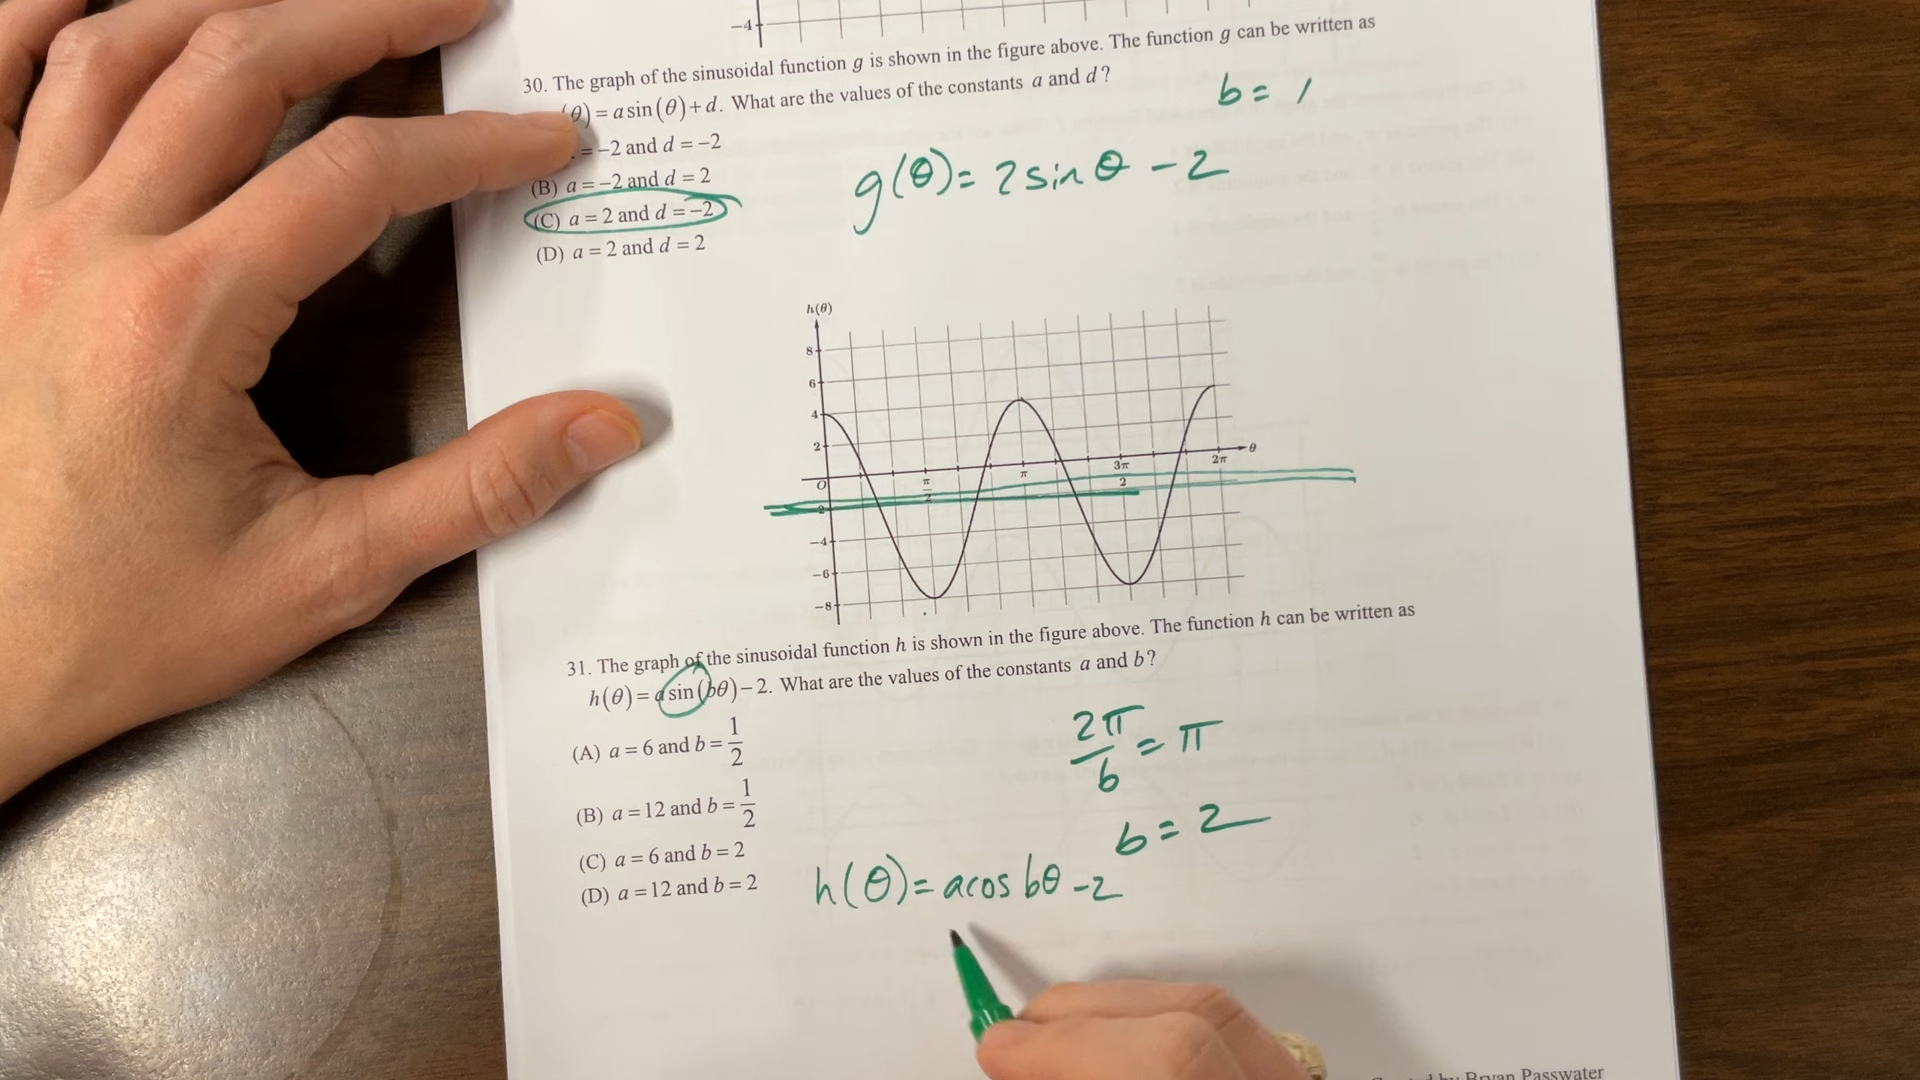 -4
30. The graph of the sinusoidal function g is shown in the figure above. The function g can be written as
(θ) = a sin(θ) + d. What are the values of the constants a and d?
b = 1
= -2 and d = -2
(B) a = -2 and d = 2
(C) a = 2 and d = -2
(D) a = 2 and d = 2
g(θ) = 2 sin θ - 2
h(θ)
8
6
4
2
O
π/2
π
3π/2
2π
θ
-2
-4
-6
-8
31. The graph of the sinusoidal function h is shown in the figure above. The function h can be written as
h(θ) = a sin(bθ) - 2. What are the values of the constants a and b?
(A) a = 6 and b = 1/2
(B) a = 12 and b = 1/2
(C) a = 6 and b = 2
(D) a = 12 and b = 2
2π/b = π
b = 2
h(θ) = a cos bθ - 2
Bryan Passwater